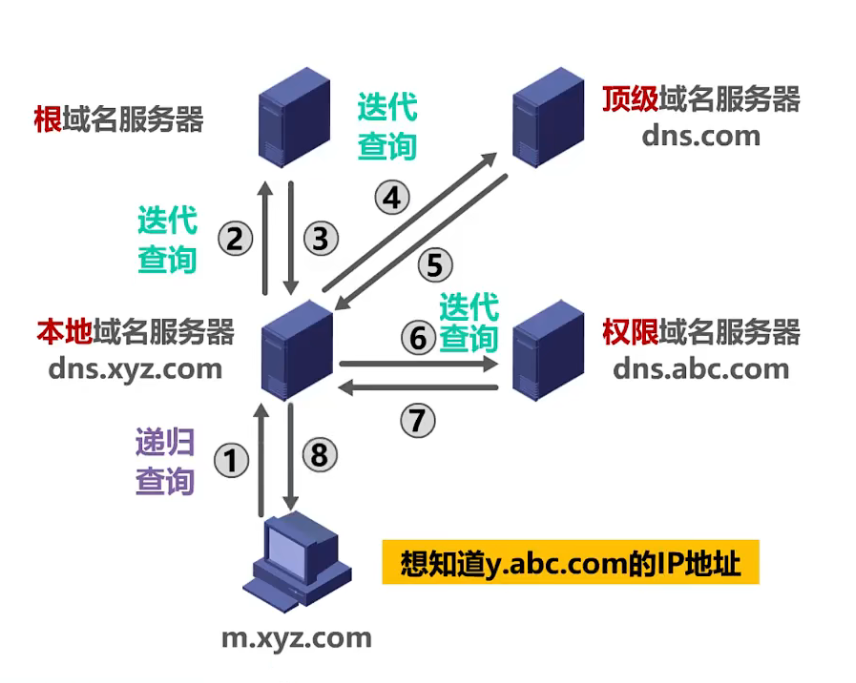 根域名服务器
迭代
查询
顶级域名服务器
dns.com
④
迭代
查询
②
③
⑤
本地域名服务器
dns.xyz.com
迭代
查询
⑥
权限域名服务器
dns.abc.com
⑦
递归
查询
①
⑧
想知道y.abc.com的IP地址
m.xyz.com